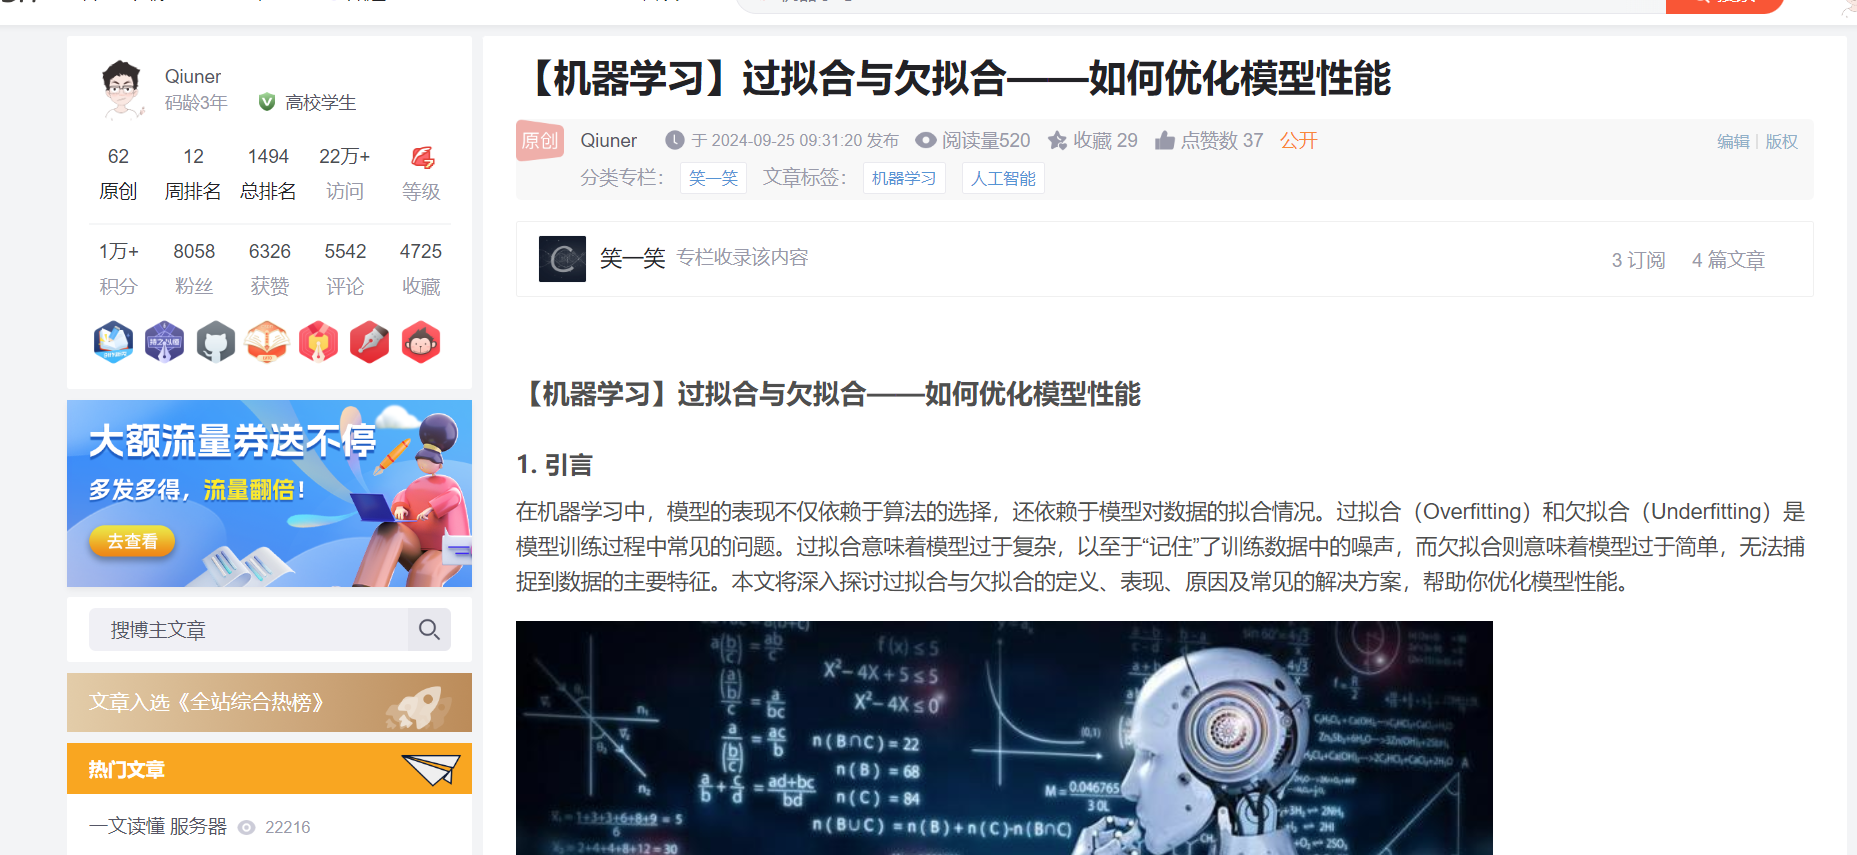 Qiuner
码龄3年
高校学生
62
12
1494
22万+
原创
周排名
总排名
访问
等级
1万+
8058
6326
5542
4725
积分
粉丝
获赞
评论
收藏
大额流量券送不停
多发多得，流量翻倍！
去查看
搜博主文章
文章入选《全站综合热榜》
热门文章
一文读懂 服务器 22216
【机器学习】过拟合与欠拟合——如何优化模型性能
原创 Qiuner 于 2024-09-25 09:31:20 发布 阅读量520 收藏 29 点赞数 37 公开 编辑 版权
分类专栏： 笑一笑 文章标签： 机器学习 人工智能
笑一笑 专栏收录该内容 3 订阅 4 篇文章
【机器学习】过拟合与欠拟合——如何优化模型性能
1. 引言
在机器学习中，模型的表现不仅依赖于算法的选择，还依赖于模型对数据的拟合情况。过拟合（Overfitting）和欠拟合（Underfitting）是
模型训练过程中常见的问题。过拟合意味着模型过于复杂，以至于“记住”了训练数据中的噪声，而欠拟合则意味着模型过于简单，无法捕
捉到数据的主要特征。本文将深入探讨过拟合与欠拟合的定义、表现、原因及常见的解决方案，帮助你优化模型性能。
f(x) ≤ 5
X²– 4X + 5 ≤ 5
X²– 4X ≤ 0
n(B∩C) = 22
n(B) = 68
n(C) = 84
n(B∪C) = n(B)+n(C)-n(B∩C)
(0,1)